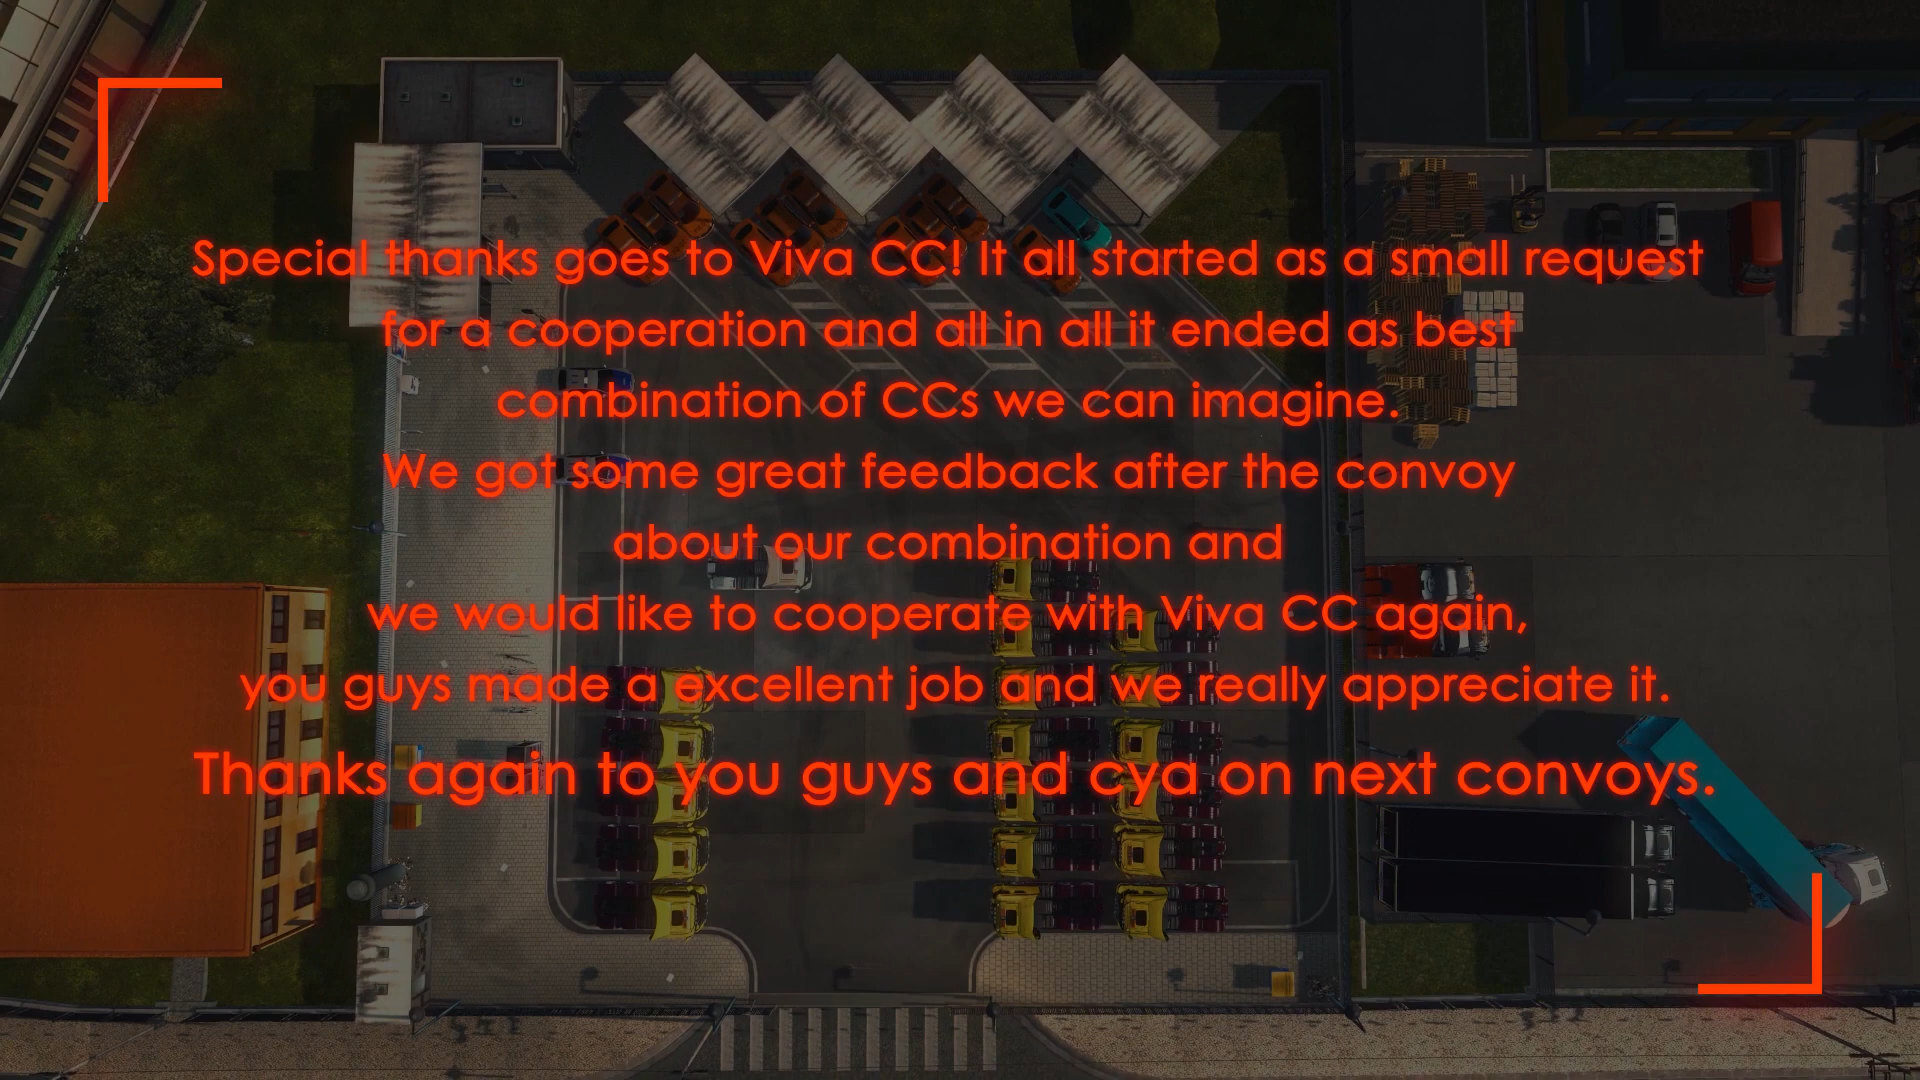 Special thanks goes to Viva CC! It all started as a small request
for a cooperation and all in all it ended as best
combination of CCs we can imagine.
We got some great feedback after the convoy
about our combination and
we would like to cooperate with Viva CC again,
you guys made a excellent job and we really appreciate it.
Thanks again to you guys and cya on next convoys.